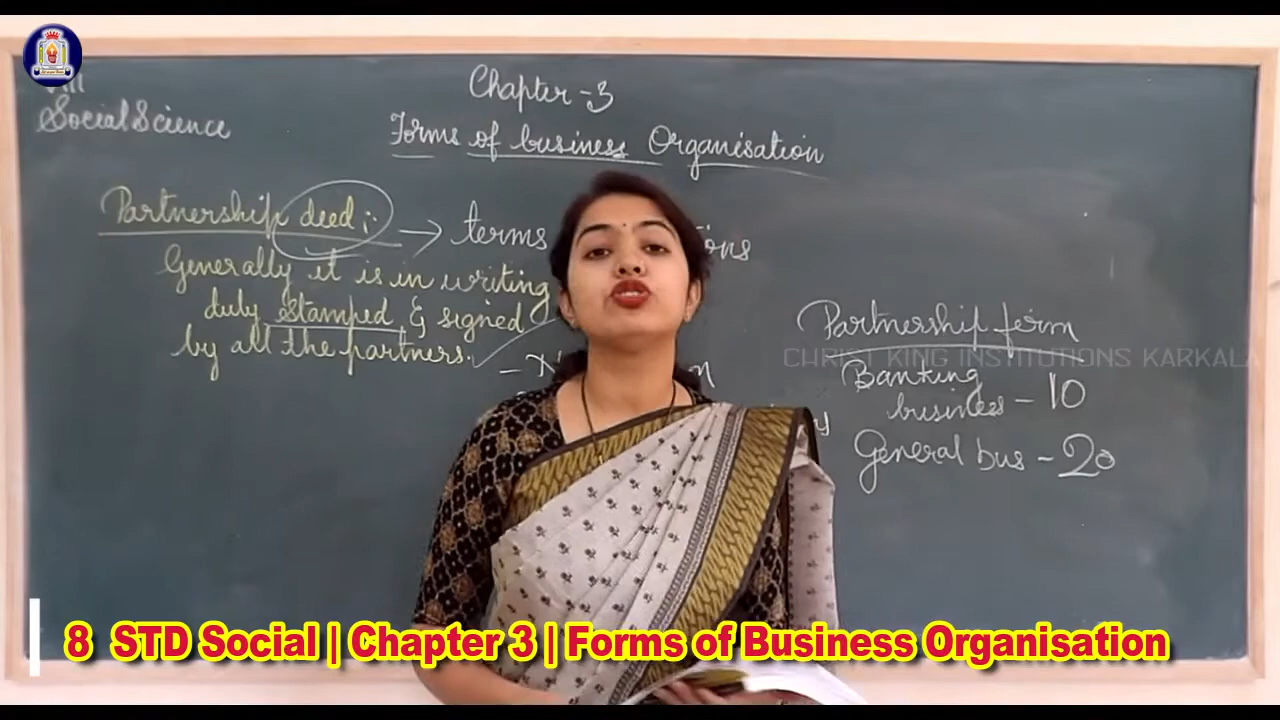 Chapter - 3
Social Science
Forms of business Organisation
Partnership deed :- → terms
Generally it is in writing
duly stamped & signed
by all the partners.
Partnership form
CHRIST KING INSTITUTIONS KARKALA
Banking
business - 10
General bus - 20
8 STD Social | Chapter 3 | Forms of Business Organisation